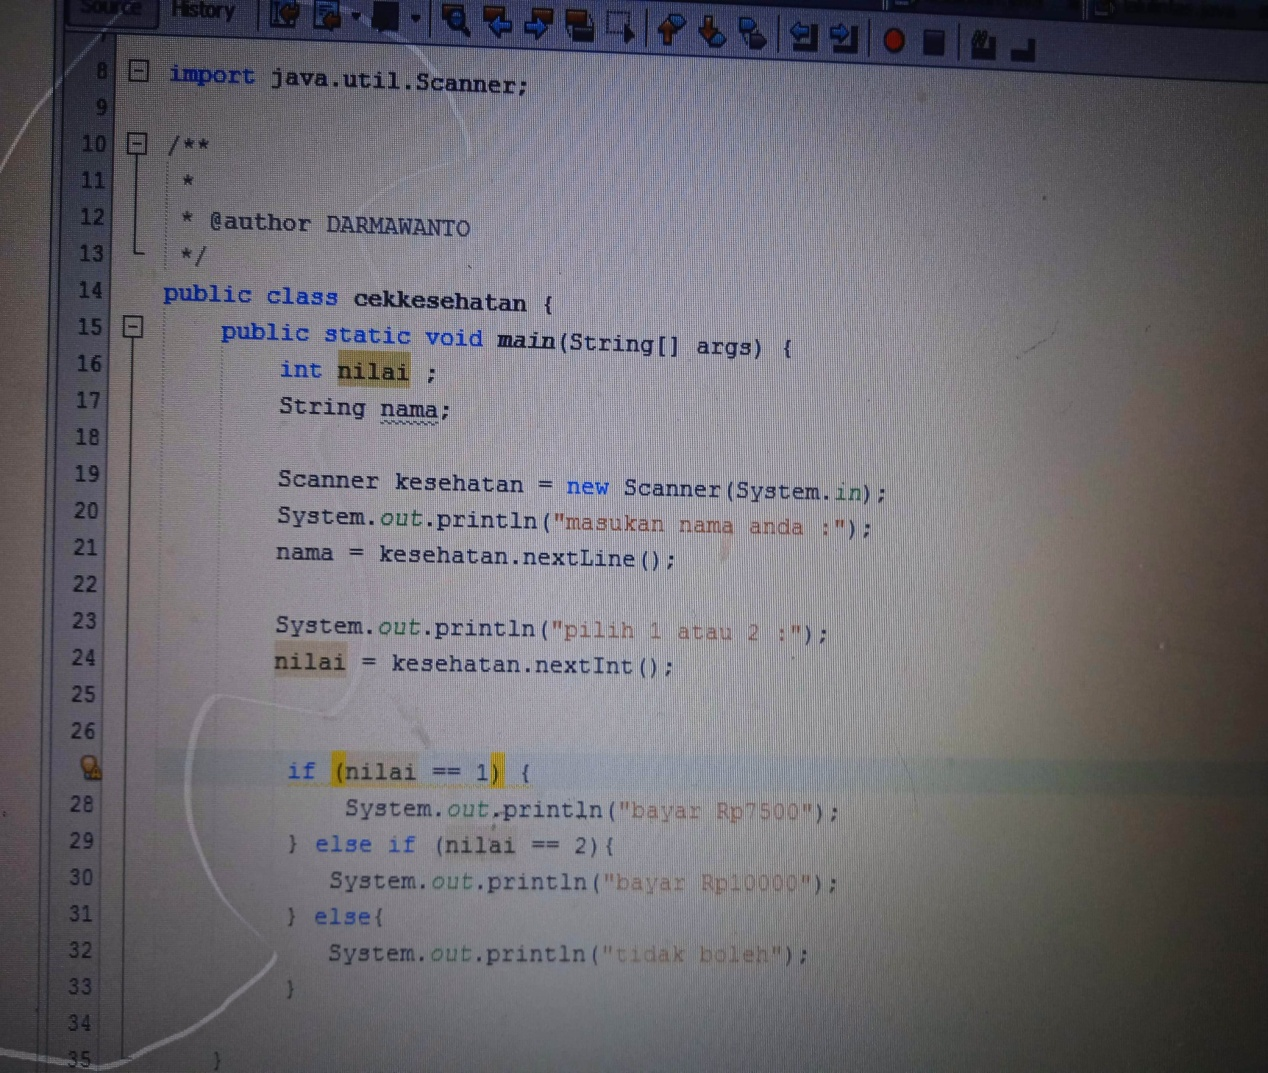 Source History
8 import java.util.Scanner;
9
10 /**
11 *
12 * @author DARMAWANTO
13 */
14 public class cekkesehatan {
15 public static void main(String[] args) {
16 int nilai ;
17 String nama;
18
19 Scanner kesehatan = new Scanner(System.in);
20 System.out.println("masukan nama anda :");
21 nama = kesehatan.nextLine();
22
23 System.out.println("pilih 1 atau 2 :");
24 nilai = kesehatan.nextInt();
25
26
if (nilai == 1) {
28 System.out.println("bayar Rp7500");
29 } else if (nilai == 2){
30 System.out.println("bayar Rp10000");
31 } else{
32 System.out.println("tidak boleh");
33 }
34
35 }